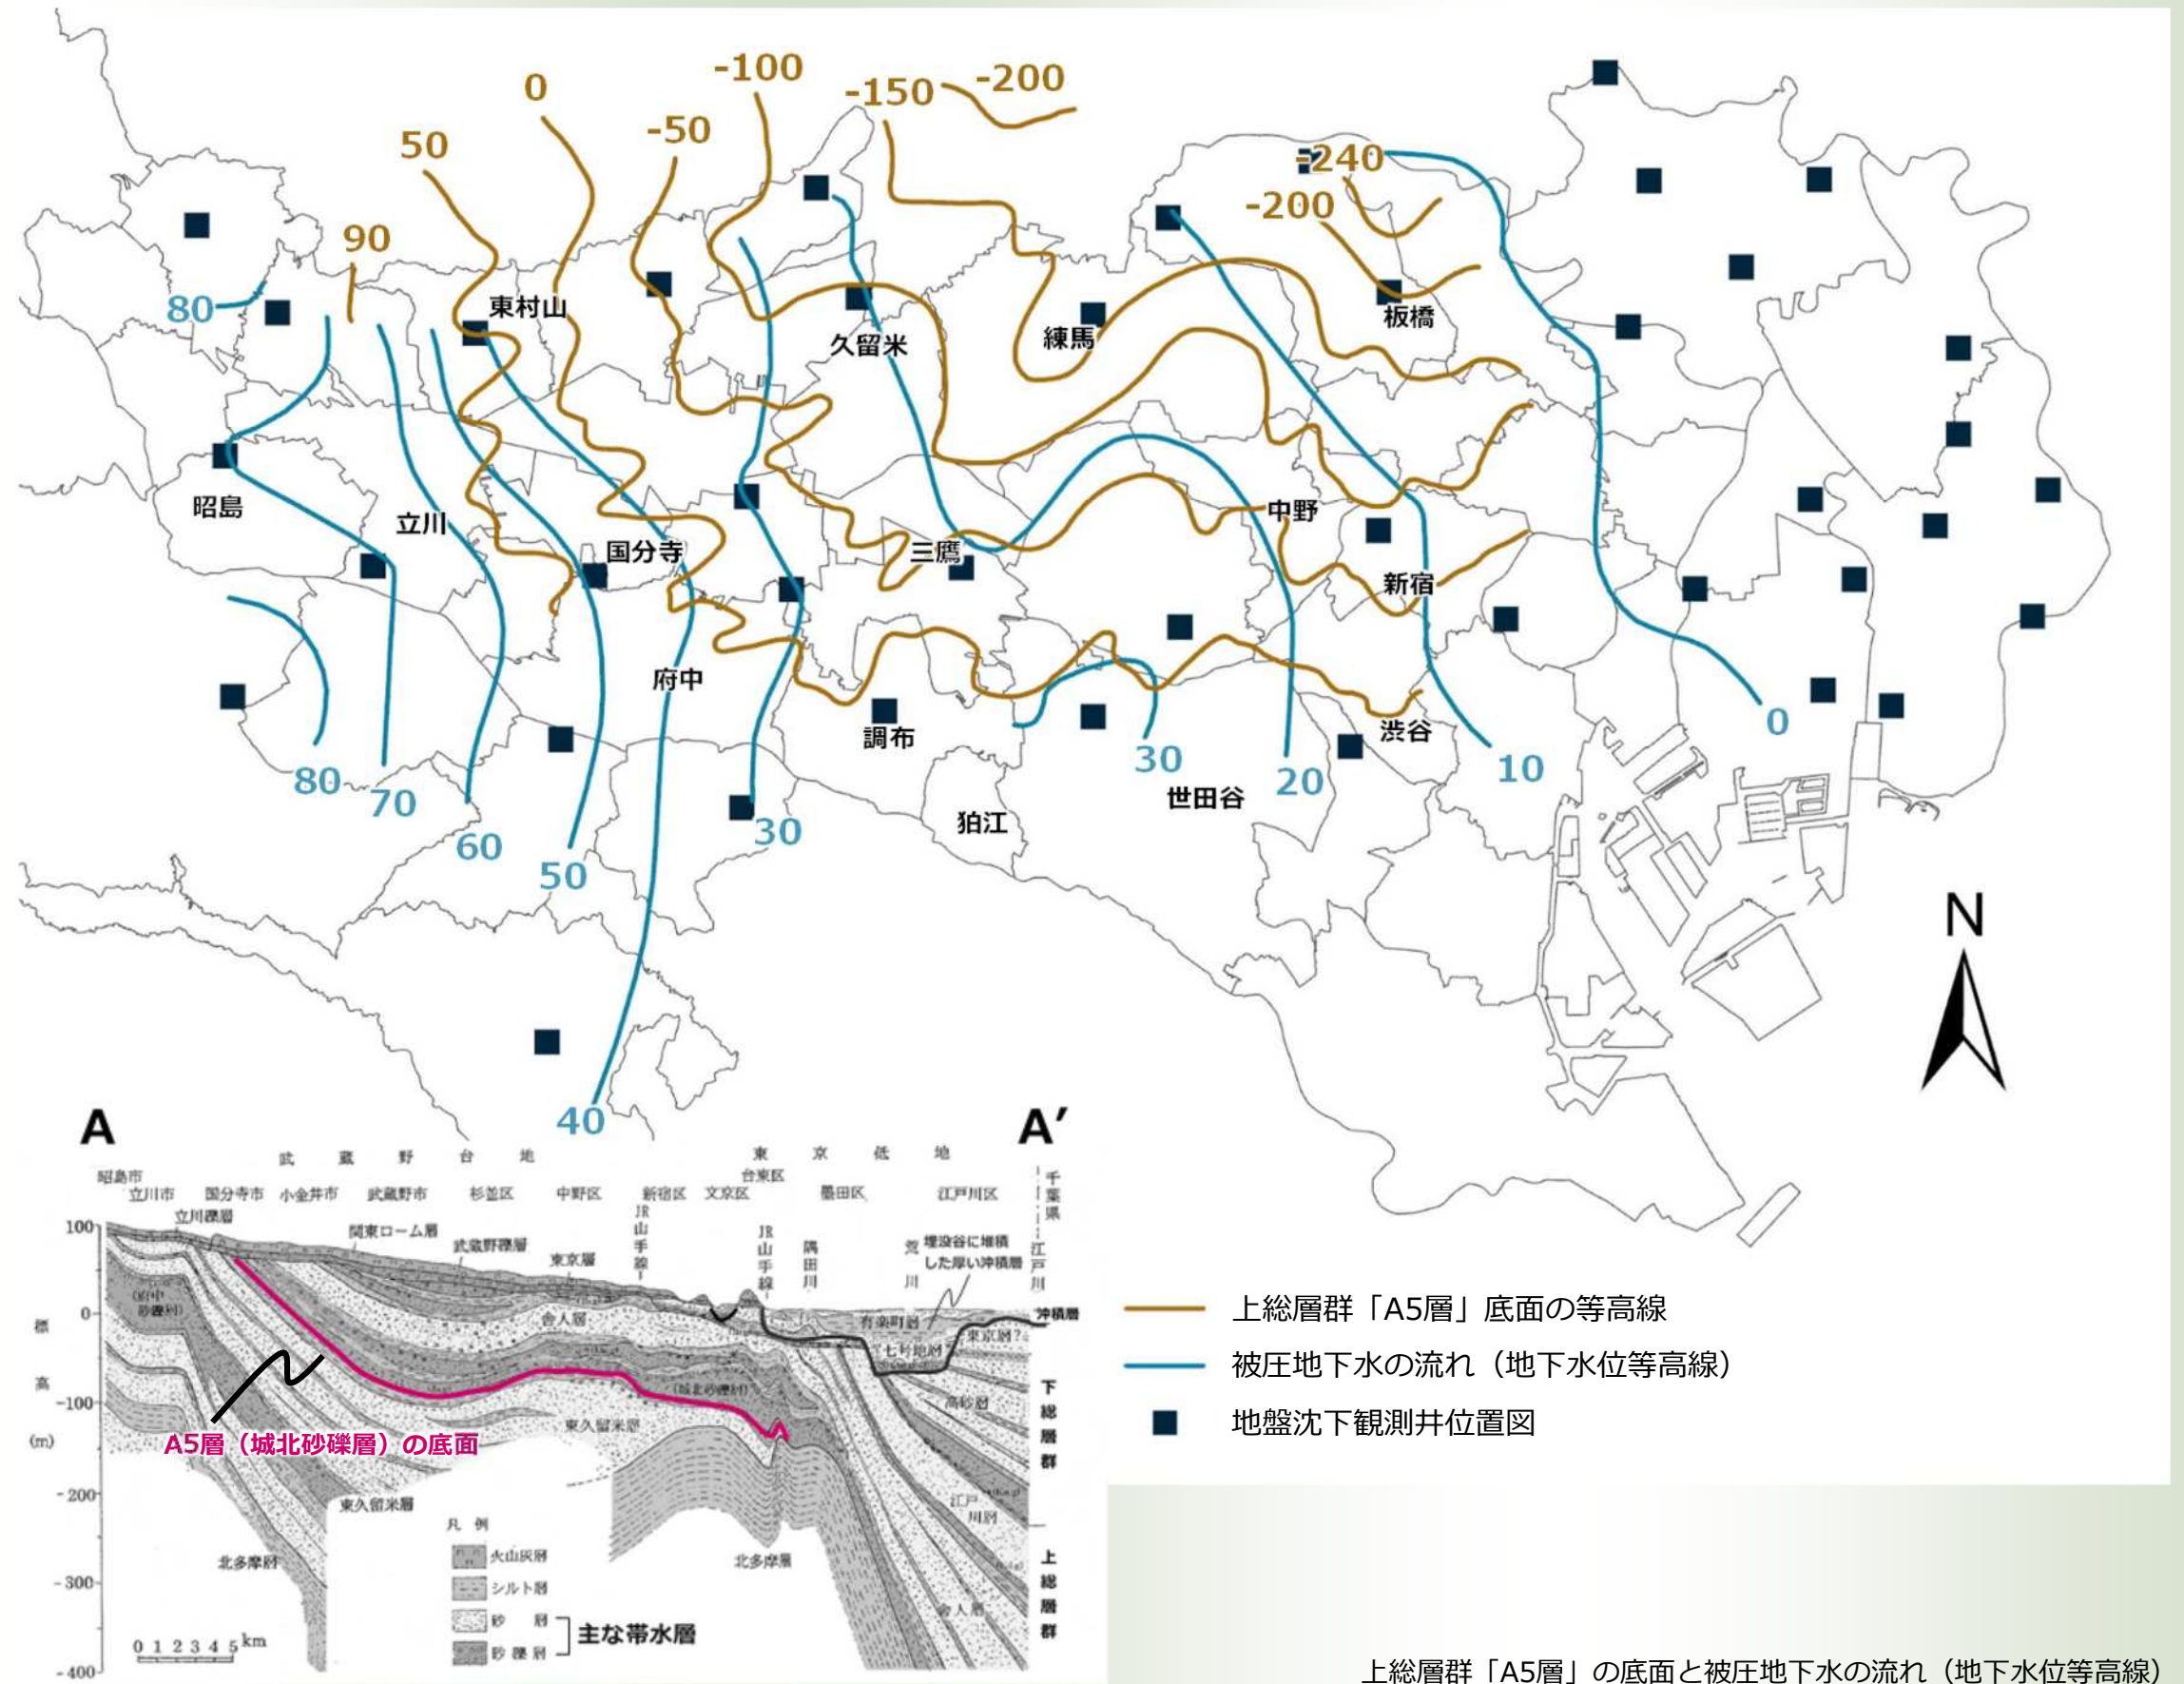 -100
0
-150
-200
-50
50
-240
-200
90
80
東村山
板橋
久留米
練馬
昭島
立川
中野
国分寺
三鷹
新宿
府中
調布
渋谷
0
30
10
80
20
70
世田谷
狛江
30
60
50
N
40
A
A′
武蔵野台地
東京低地
昭島市
立川市
国分寺市
小金井市
武蔵野市
杉並区
中野区
新宿区
文京区
台東区
墨田区
江戸川区
千葉県
立川礫層
関東ローム層
武蔵野礫層
東京層
JR山手線
JR山手線
隅田川
荒川
埋没谷に堆積
した厚い沖積層
江戸川
100
0
-100
-200
-300
-400
標高
(m)
(府中
砂礫層)
舎人層
有楽町層
沖積層
東京層?
七号地層
(城北砂礫層)
高砂層
下総層群
東久留米層
A5層（城北砂礫層）の底面
東久留米層
江戸
川層
北多摩層
北多摩層
舎人層
上総層群
凡例
火山灰層
シルト層
砂層
砂礫層
主な帯水層
0 1 2 3 4 5 km
上総層群「A5層」底面の等高線
被圧地下水の流れ（地下水位等高線）
地盤沈下観測井位置図
上総層群「A5層」の底面と被圧地下水の流れ（地下水位等高線）